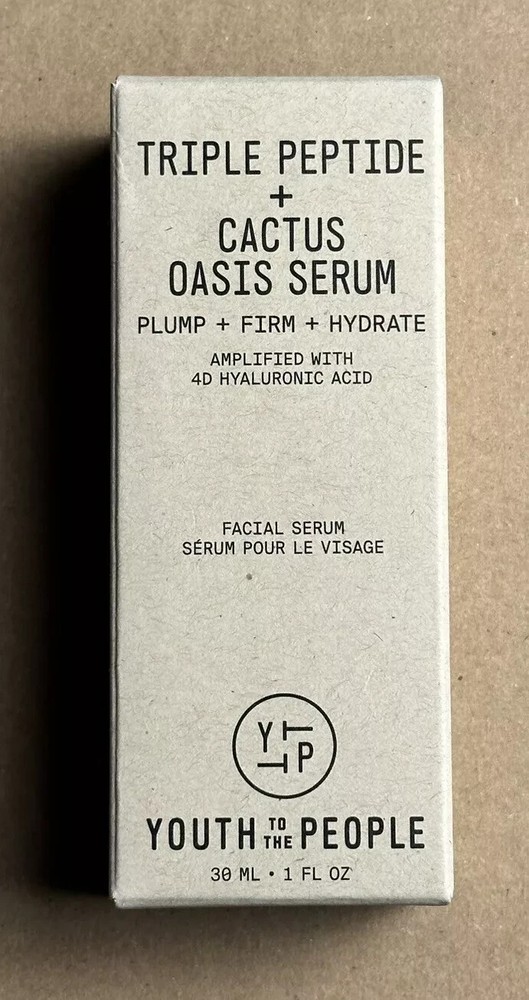 TRIPLE PEPTIDE
+
CACTUS
OASIS SERUM
PLUMP + FIRM + HYDRATE
AMPLIFIED WITH
4D HYALURONIC ACID
FACIAL SERUM
SÉRUM POUR LE VISAGE
YTTP
YOUTH TO THE PEOPLE
30 ML • 1 FL OZ